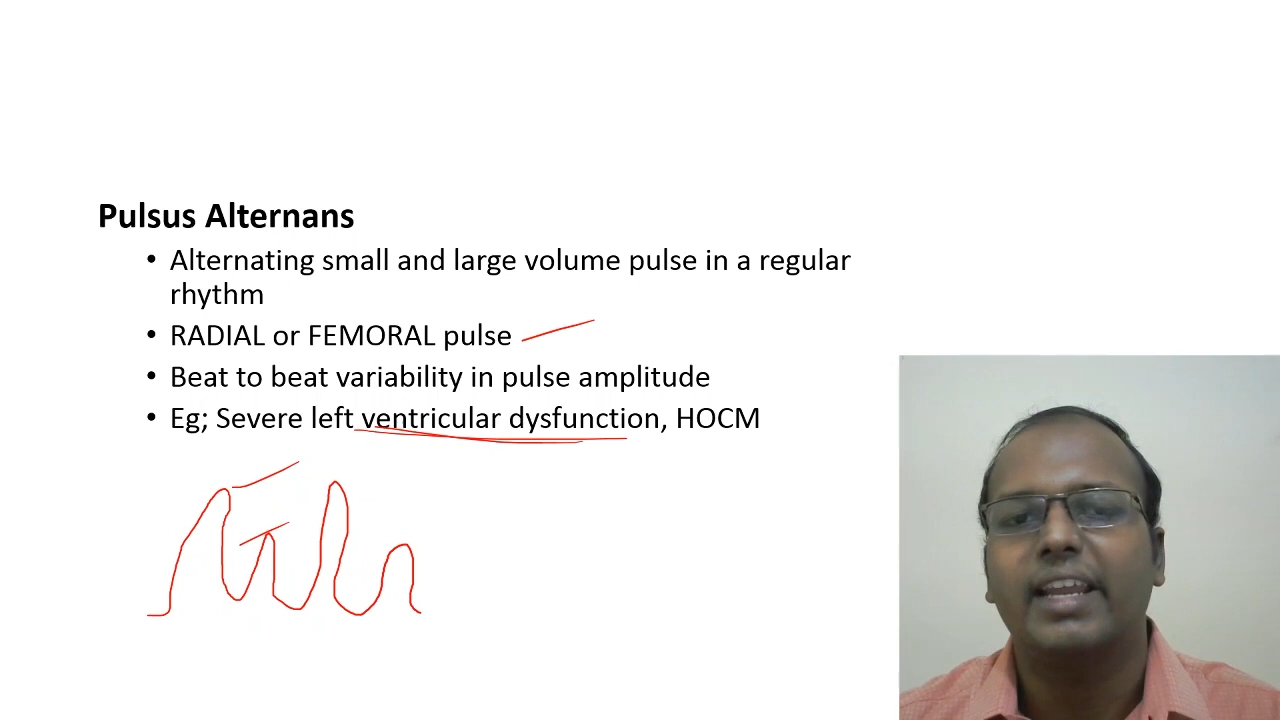 Pulsus Alternans
• Alternating small and large volume pulse in a regular
rhythm
• RADIAL or FEMORAL pulse
• Beat to beat variability in pulse amplitude
• Eg; Severe left ventricular dysfunction, HOCM